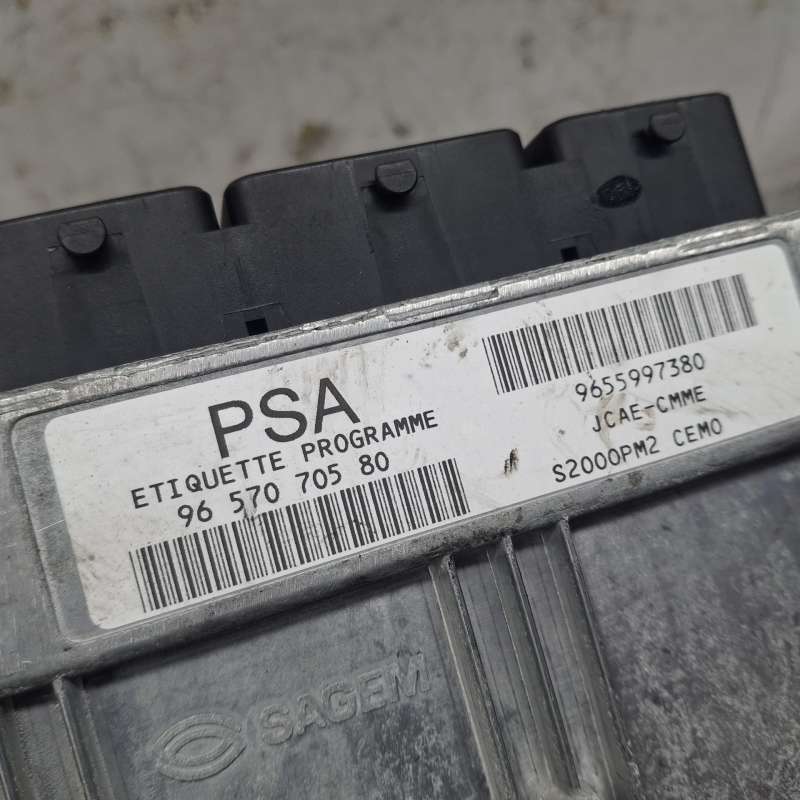 PSA
ETIQUETTE PROGRAMME
96 570 705 80
9655997380
JCAE-CMME
S2000PM2 CEMO
SAGEM